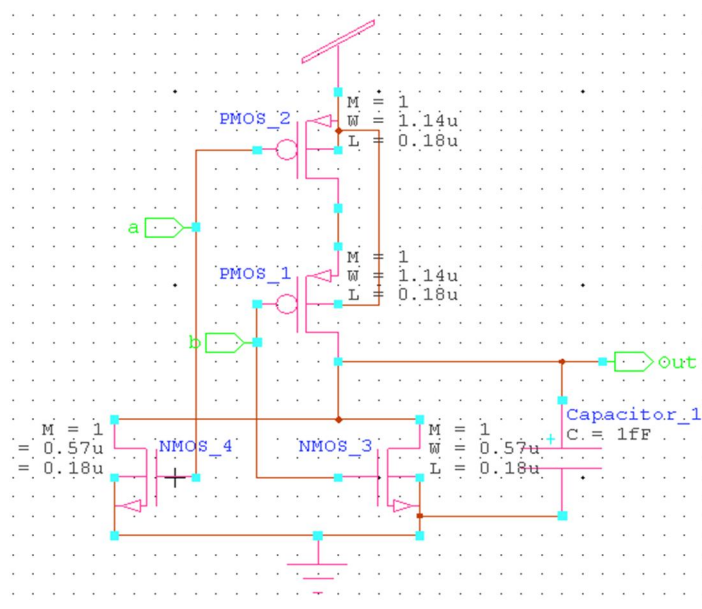 M = 1
PMOS_2
W = 1.14u
L = 0.18u
a
M = 1
PMOS_1
W = 1.14u
L = 0.18u
b
Out
Capacitor_1
C = 1fF
M = 1
= 0.57u
= 0.18u
NMOS_4
NMOS_3
M = 1
W = 0.57u
L = 0.18u
+